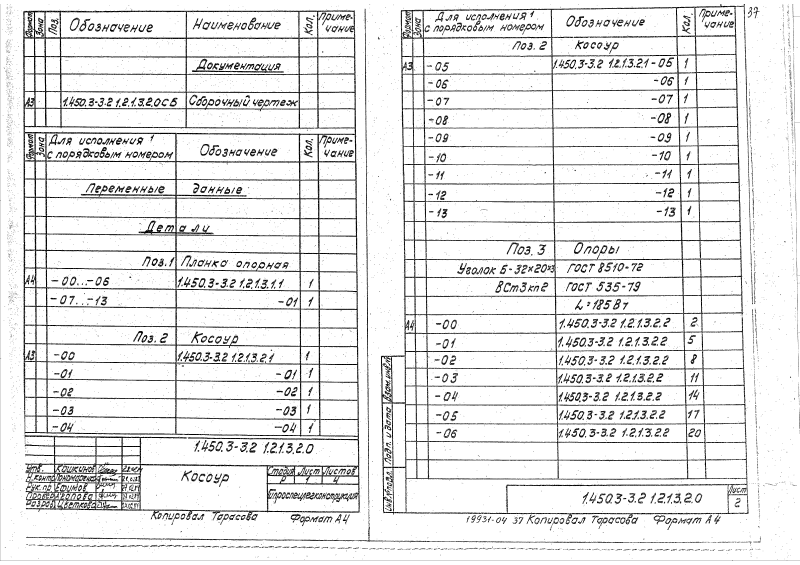 Формат Зона Поз. Обозначение Наименование Кол. Приме-чание
Документация
А3 1.450.3-3.2 1.2.1.3.2.0СБ Сборочный чертеж
Формат Зона Для исполнения с порядковым номером 1 Обозначение Кол. Приме-чание
Переменные данные
Детали
Поз.1 Планка опорная
А4 -00...-06 1.450.3-3.2 1.2.1.3.1.1 1
-07...-13 -01 1
Поз. 2 Косоур
А3 -00 1.450.3-3.2 1.2.1.3.2.1 1
-01 -01 1
-02 -02 1
-03 -03 1
-04 -04 1
1.450.3-3.2 1.2.1.3.2.0
Утв. Кашкинов
Н.контр.
Рук.пр. Ефимов
Провер.
Разраб. Цветкова
Косоур
Стадия Лист Листов
Р 1 4
Копировал Тарасова Формат А4
37
Формат Зона Для исполнения с порядковым номером 1 Обозначение Кол. Приме-чание
Поз. 2 Косоур
А3 -05 1.450.3-3.2 1.2.1.3.2.1-05 1
-06 -06 1
-07 -07 1
-08 -08 1
-09 -09 1
-10 -10 1
-11 -11 1
-12 -12 1
-13 -13 1
Поз. 3 Опоры
Уголок Б-32×20×3 ГОСТ 8510-72
ВСт3кп2 ГОСТ 535-79
А4 -00 1.450.3-3.2 1.2.1.3.2.2 2
-01 1.450.3-3.2 1.2.1.3.2.2 5
-02 1.450.3-3.2 1.2.1.3.2.2 8
-03 1.450.3-3.2 1.2.1.3.2.2 11
-04 1.450.3-3.2 1.2.1.3.2.2 14
-05 1.450.3-3.2 1.2.1.3.2.2 17
-06 1.450.3-3.2 1.2.1.3.2.2 20
Инв.№подл. Подп. и дата Взам.инв.№
1.450.3-3.2 1.2.1.3.2.0
Лист
2
19931-04 37 Копировал Тарасова Формат А4